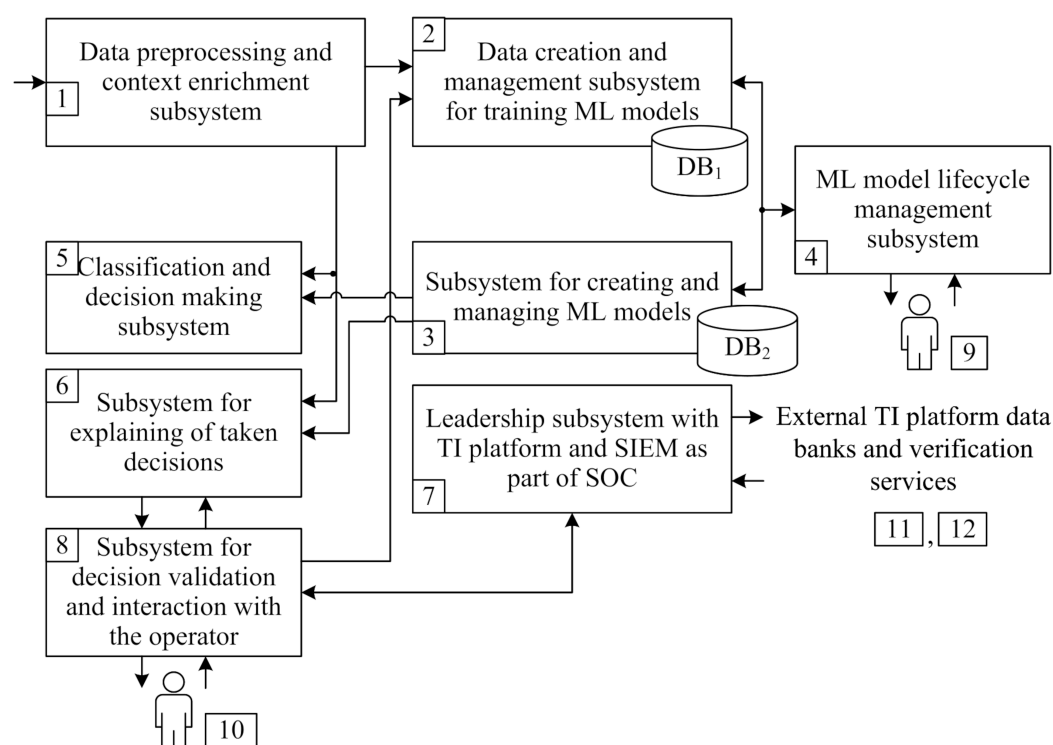 1
Data preprocessing and
context enrichment
subsystem
2
Data creation and
management subsystem
for training ML models
DB₁
ML model lifecycle
management
subsystem
4
5
Classification and
decision making
subsystem
Subsystem for creating and
managing ML models
3
DB₂
9
6
Subsystem for
explaining of taken
decisions
Leadership subsystem with
TI platform and SIEM as
part of SOC
7
External TI platform data
banks and verification
services
11, 12
8
Subsystem for
decision validation
and interaction with
the operator
10